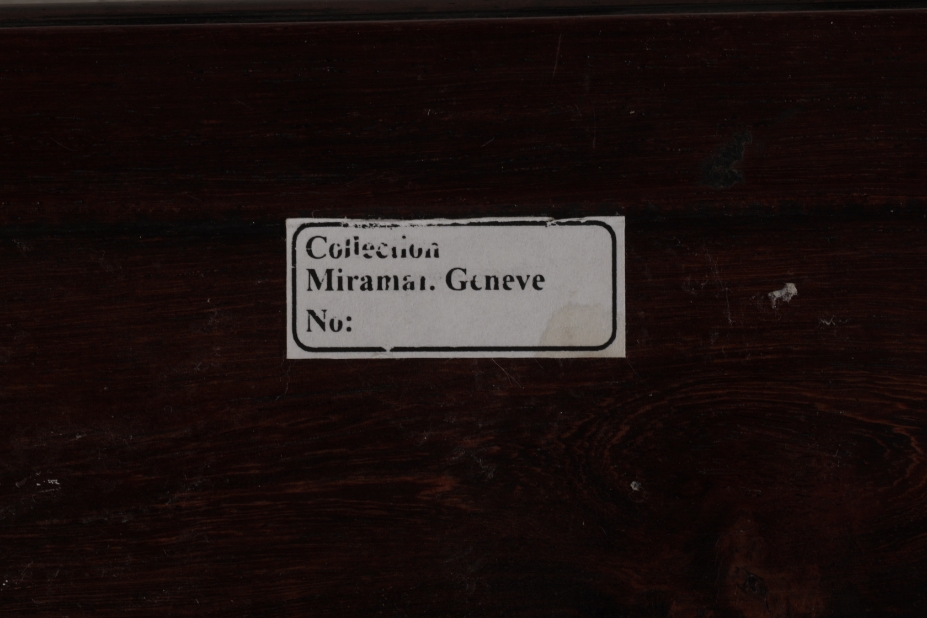 Collection
Miramar. Geneve
No: